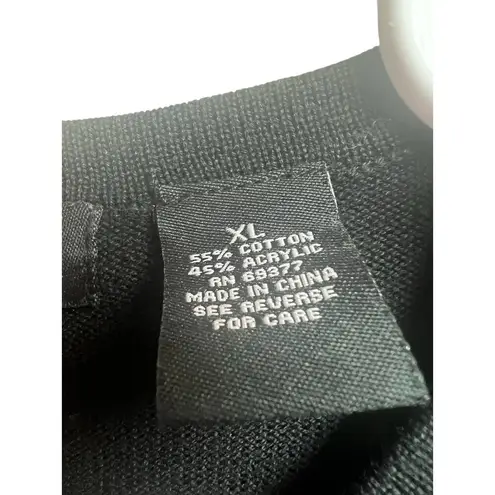 XL
55% COTTON
45% ACRYLIC
RN 69377
MADE IN CHINA
SEE REVERSE
FOR CARE